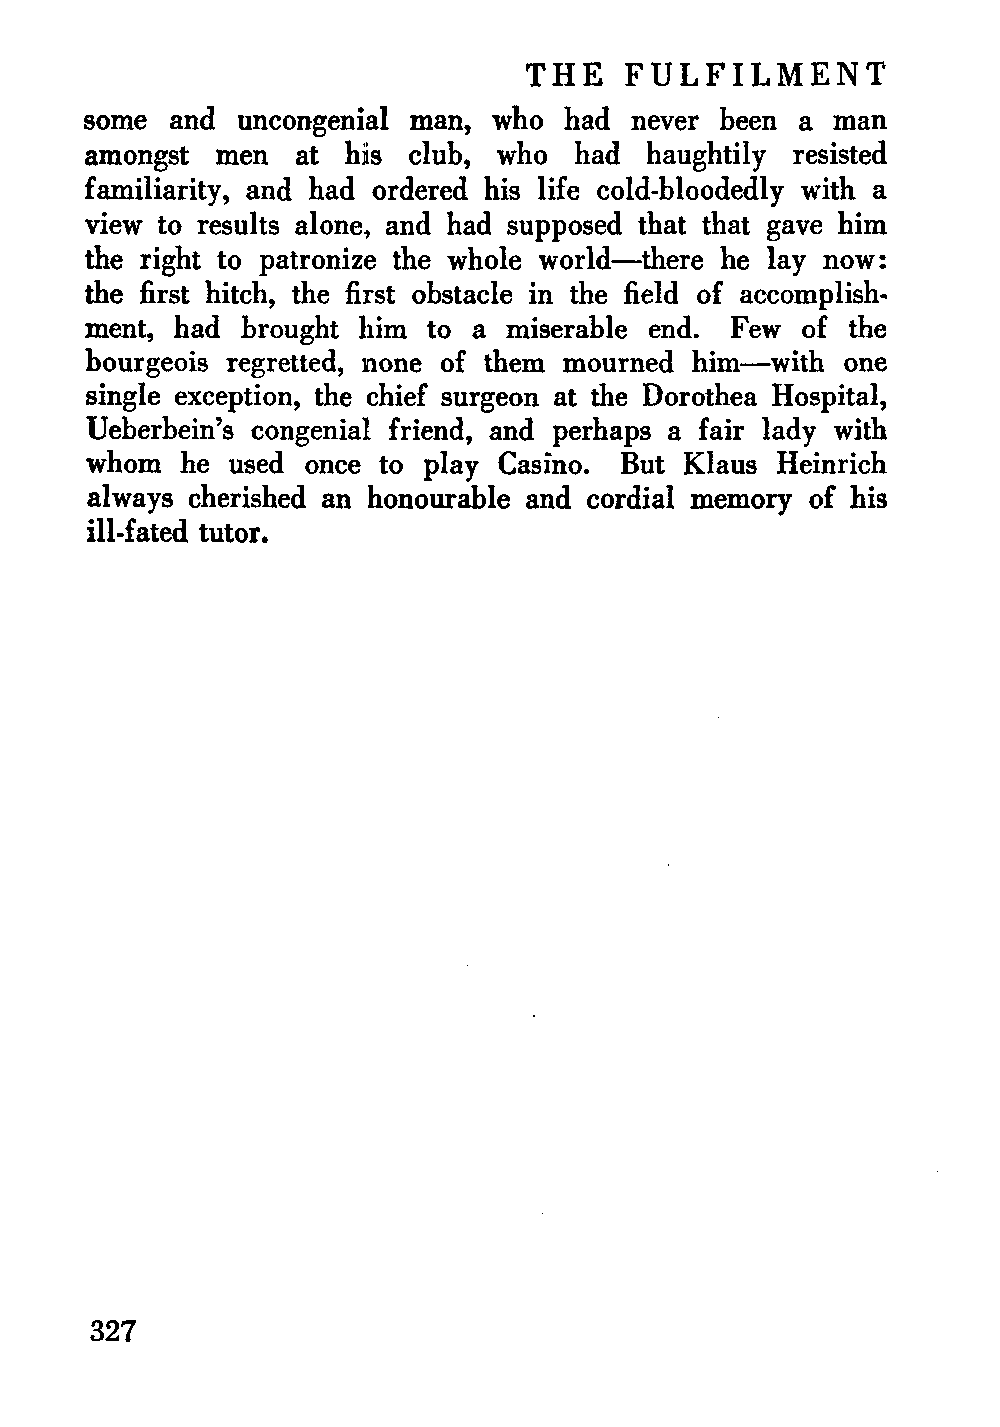 THE FULFILMENT
some and uncongenial man, who had never been a man
amongst men at his club, who had haughtily resisted
familiarity, and had ordered his life cold-bloodedly with a
view to results alone, and had supposed that that gave him
the right to patronize the whole world—there he lay now:
the first hitch, the first obstacle in the field of accomplish-
ment, had brought him to a miserable end. Few of the
bourgeois regretted, none of them mourned him—with one
single exception, the chief surgeon at the Dorothea Hospital,
Ueberbein's congenial friend, and perhaps a fair lady with
whom he used once to play Casino. But Klaus Heinrich
always cherished an honourable and cordial memory of his
ill-fated tutor.
327